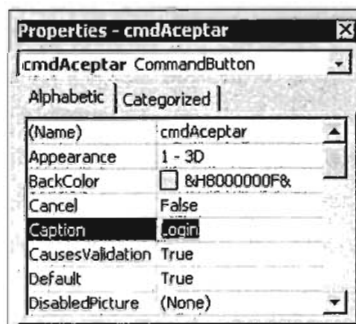 Properties - cmdAceptar
cmdAceptar CommandButton
Alphabetic Categorized
(Name) cmdAceptar
Appearance 1 - 3D
BackColor &H8000000F&
Cancel False
Caption Login
CausesValidation True
Default True
DisabledPicture (None)